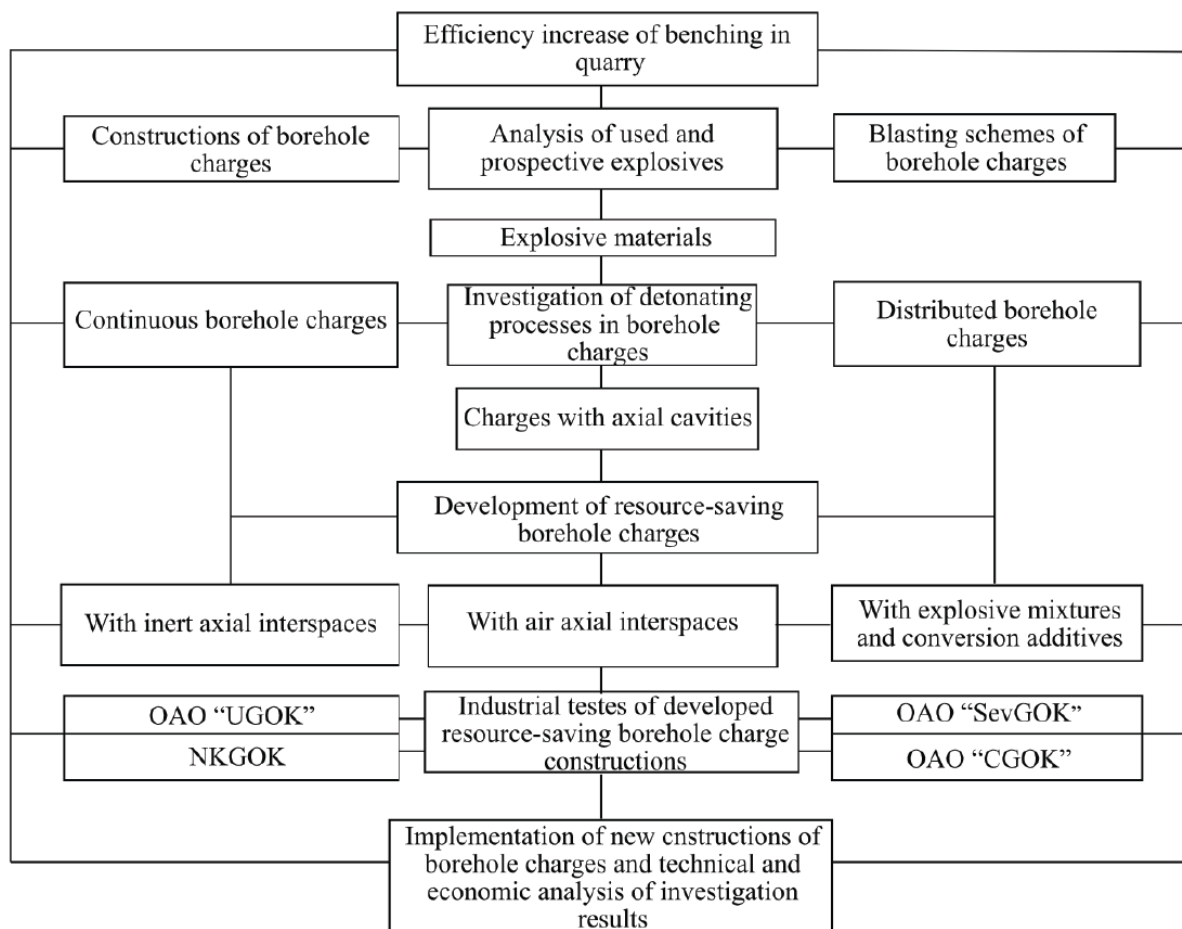 Efficiency increase of benching in
quarry
Constructions of borehole
charges
Analysis of used and
prospective explosives
Blasting schemes of
borehole charges
Explosive materials
Continuous borehole charges
Investigation of detonating
processes in borehole
charges
Distributed borehole
charges
Charges with axial cavities
Development of resource-saving
borehole charges
With inert axial interspaces
With air axial interspaces
With explosive mixtures
and conversion additives
OAO “UGOK”
NKGOK
Industrial testes of developed
resource-saving borehole charge
constructions
OAO “SevGOK”
OAO “CGOK”
Implementation of new cnstructions of
borehole charges and technical and
economic analysis of investigation
results